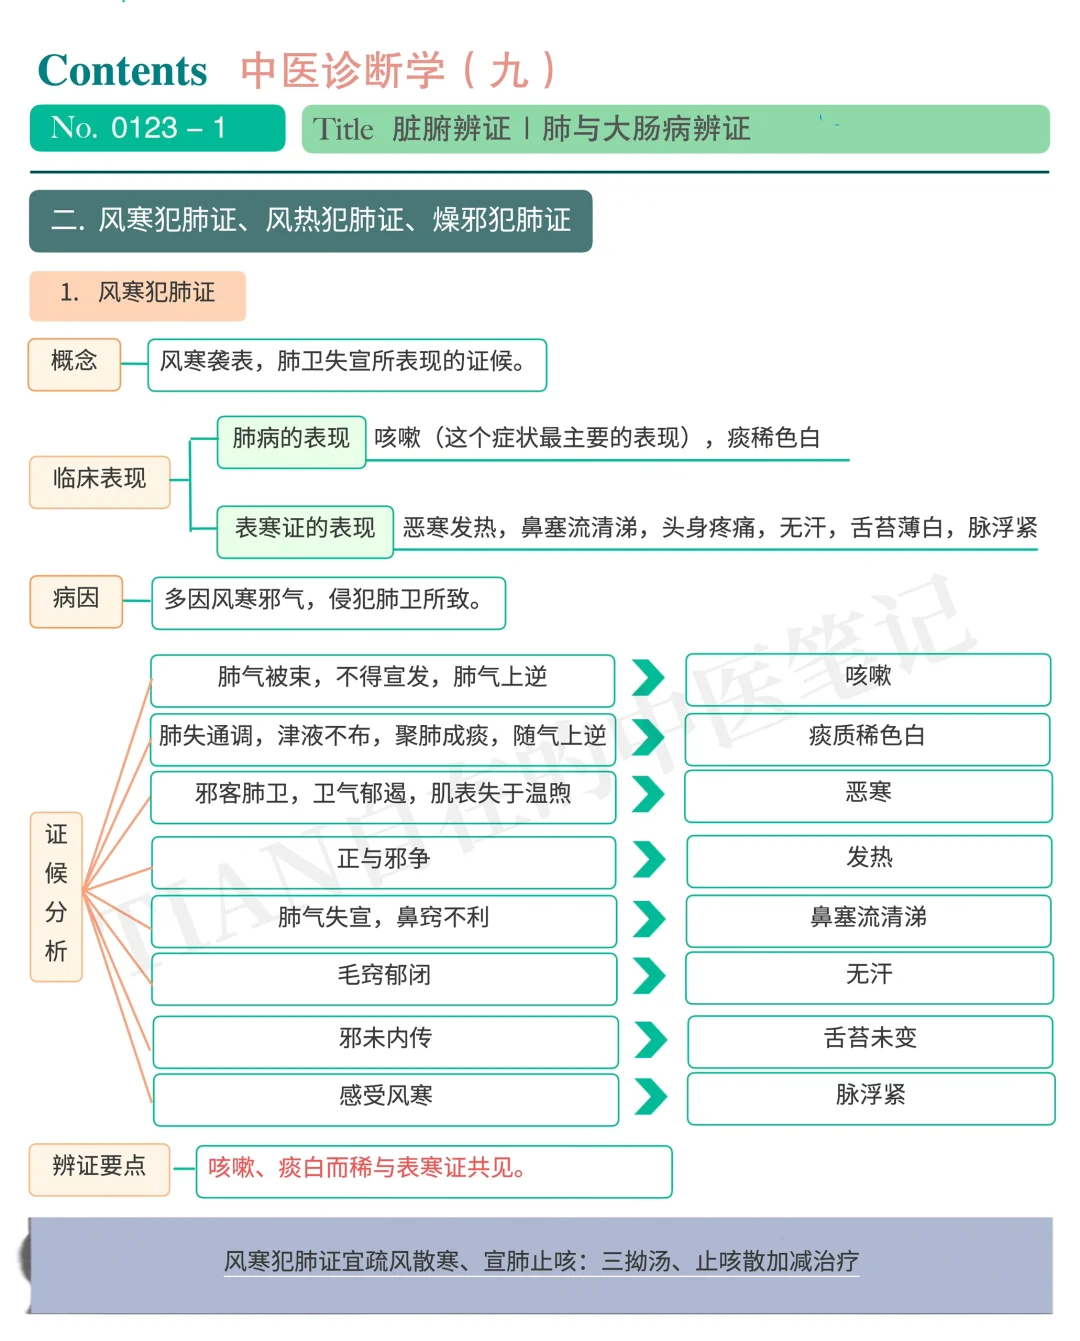 Contents 中医诊断学（九）
No. 0123 – 1
Title 脏腑辨证 | 肺与大肠病辨证
二. 风寒犯肺证、风热犯肺证、燥邪犯肺证
1. 风寒犯肺证
概念
风寒袭表，肺卫失宣所表现的证候。
临床表现
肺病的表现
咳嗽（这个症状最主要的表现），痰稀色白
表寒证的表现
恶寒发热，鼻塞流清涕，头身疼痛，无汗，舌苔薄白，脉浮紧
病因
多因风寒邪气，侵犯肺卫所致。
证候分析
肺气被束，不得宣发，肺气上逆
咳嗽
肺失通调，津液不布，聚肺成痰，随气上逆
痰质稀色白
邪客肺卫，卫气郁遏，肌表失于温煦
恶寒
正与邪争
发热
肺气失宣，鼻窍不利
鼻塞流清涕
毛窍郁闭
无汗
邪未内传
舌苔未变
感受风寒
脉浮紧
辨证要点
咳嗽、痰白而稀与表寒证共见。
风寒犯肺证宜疏风散寒、宣肺止咳：三拗汤、止咳散加减治疗
TIAN自在的中医笔记